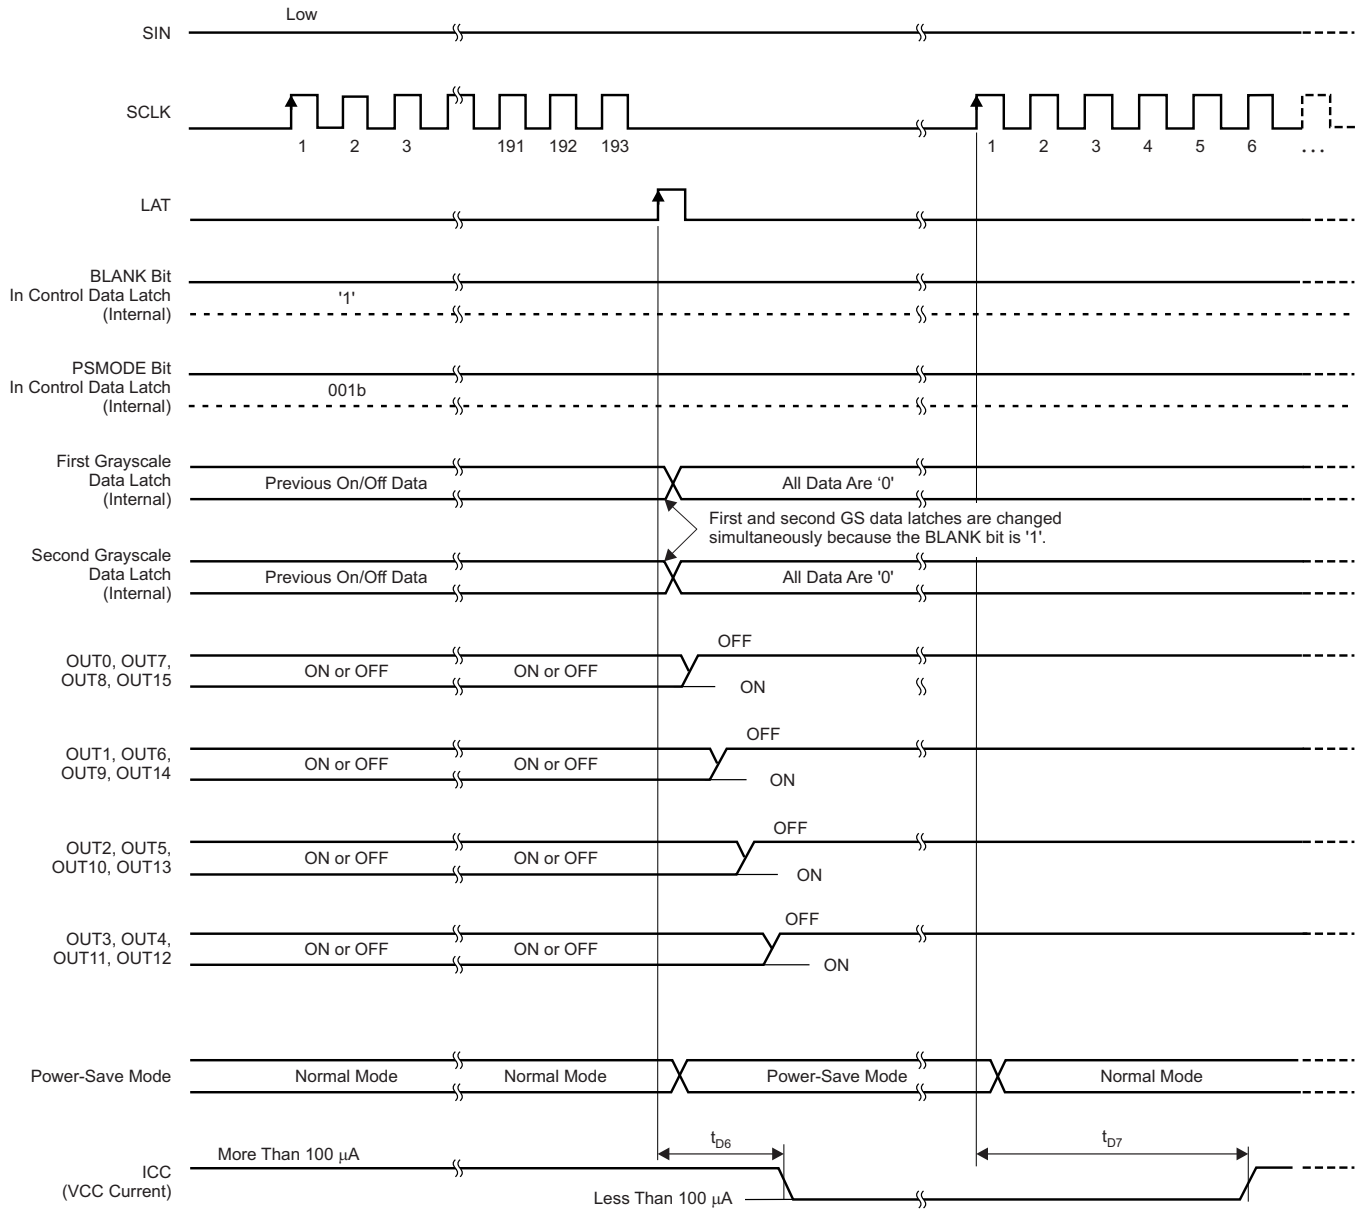 Low
SIN
SCLK
1 2 3 191 192 193 1 2 3 4 5 6 ...
LAT
BLANK Bit
In Control Data Latch
(Internal)
'1'
PSMODE Bit
In Control Data Latch
(Internal)
001b
First Grayscale
Data Latch
(Internal)
Previous On/Off Data
All Data Are ‘0'
First and second GS data latches are changed
simultaneously because the BLANK bit is '1'.
Second Grayscale
Data Latch
(Internal)
Previous On/Off Data
All Data Are '0'
OUT0, OUT7,
OUT8, OUT15
ON or OFF
ON or OFF
OFF
ON
OUT1, OUT6,
OUT9, OUT14
ON or OFF
ON or OFF
OFF
ON
OUT2, OUT5,
OUT10, OUT13
ON or OFF
ON or OFF
OFF
ON
OUT3, OUT4,
OUT11, OUT12
ON or OFF
ON or OFF
OFF
ON
Power-Save Mode
Normal Mode
Normal Mode
Power-Save Mode
Normal Mode
ICC
(VCC Current)
More Than 100 µA
tD6
Less Than 100 µA
tD7